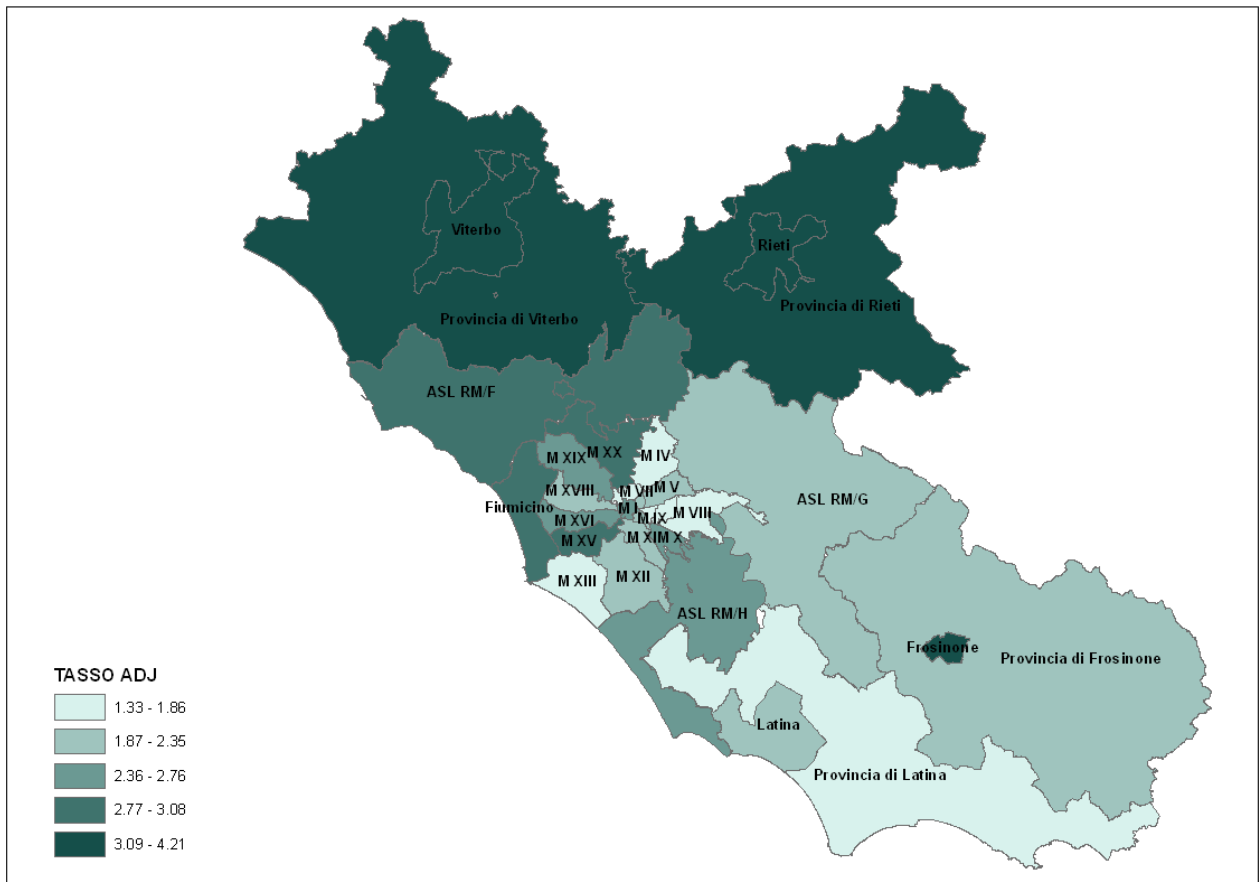 Viterbo
Rieti
Provincia di Rieti
Provincia di Viterbo
ASL RM/F
M XIX
M XX
M IV
M XVIII
M VII
M V
ASL RM/G
Fiumicino
M I
M IX
M VIII
M XVI
M XV
M XI
M X
M XIII
M XII
ASL RM/H
Frosinone
Provincia di Frosinone
Latina
Provincia di Latina
TASSO ADJ
1.33 - 1.86
1.87 - 2.35
2.36 - 2.76
2.77 - 3.08
3.09 - 4.21